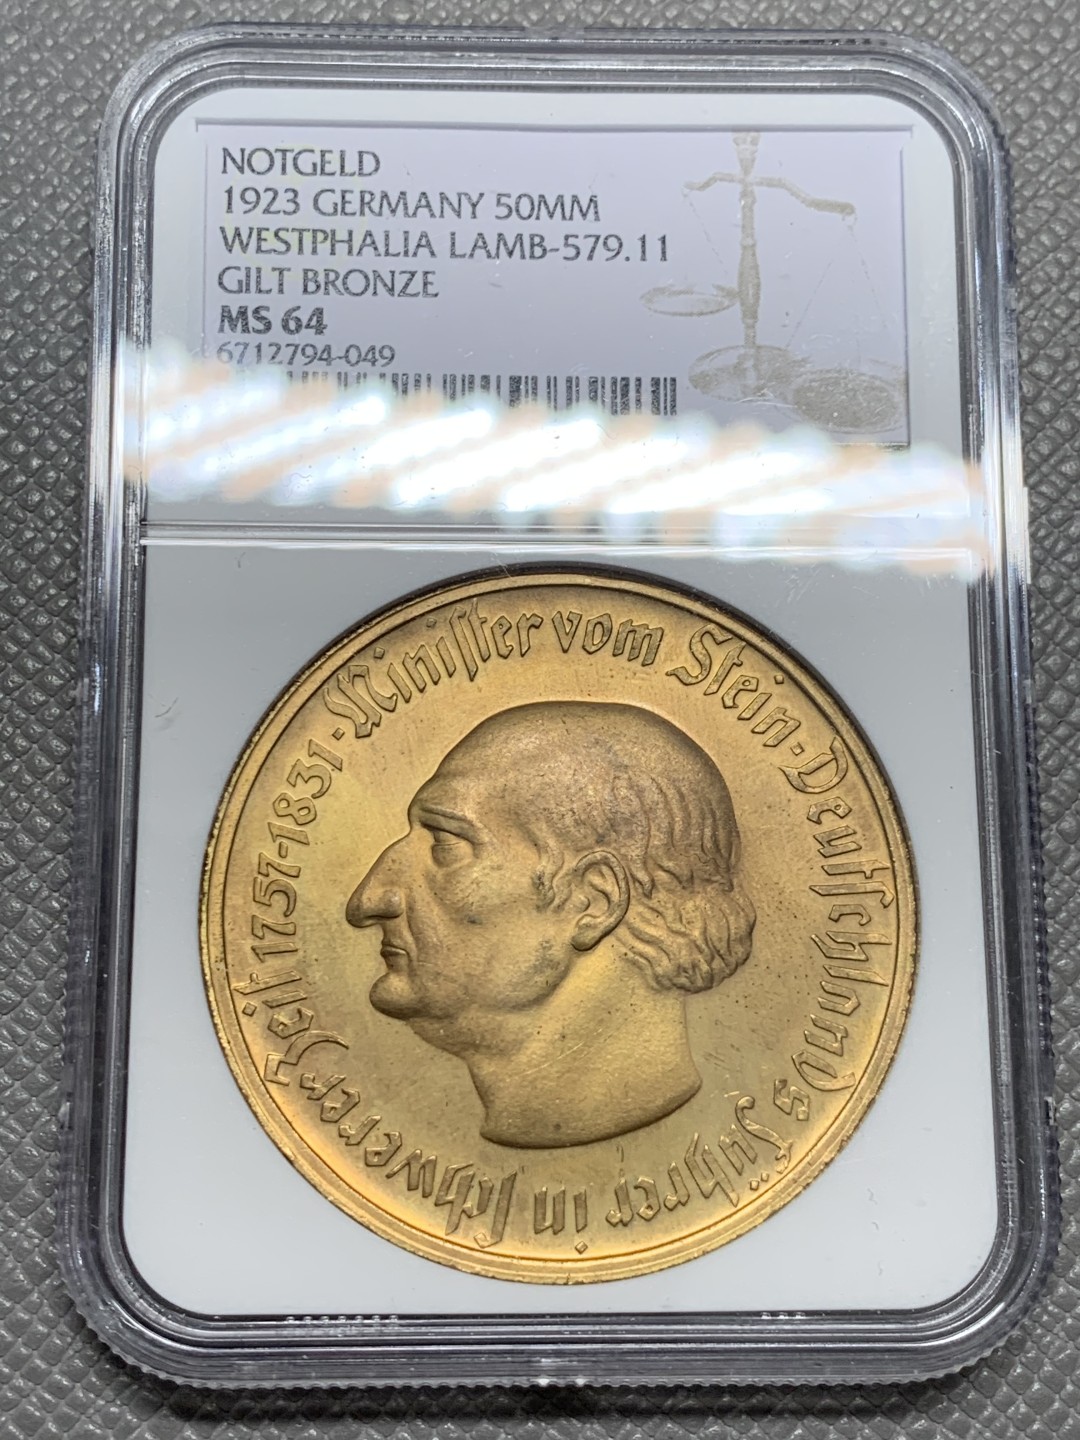 NOTGELD
1923 GERMANY 50MM
WESTPHALIA LAMB-579.11
GILT BRONZE
MS 64
6712794-049
Minister vom Stein · Deutschlands Führer in schwerer Zeit 1757-1831 ·